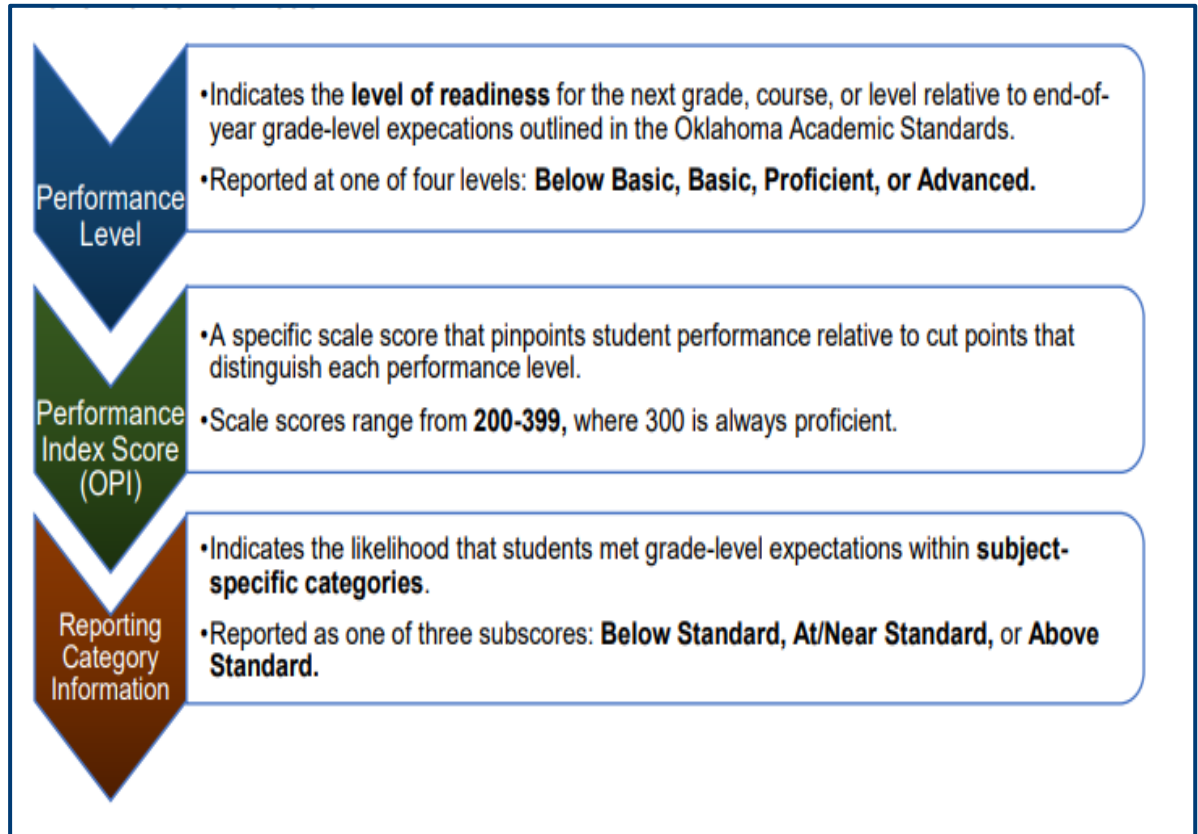 Performance
Level
•Indicates the level of readiness for the next grade, course, or level relative to end-of-
year grade-level expecations outlined in the Oklahoma Academic Standards.
•Reported at one of four levels: Below Basic, Basic, Proficient, or Advanced.
Performance
Index Score
(OPI)
•A specific scale score that pinpoints student performance relative to cut points that
distinguish each performance level.
•Scale scores range from 200-399, where 300 is always proficient.
Reporting
Category
Information
•Indicates the likelihood that students met grade-level expectations within subject-
specific categories.
•Reported as one of three subscores: Below Standard, At/Near Standard, or Above
Standard.